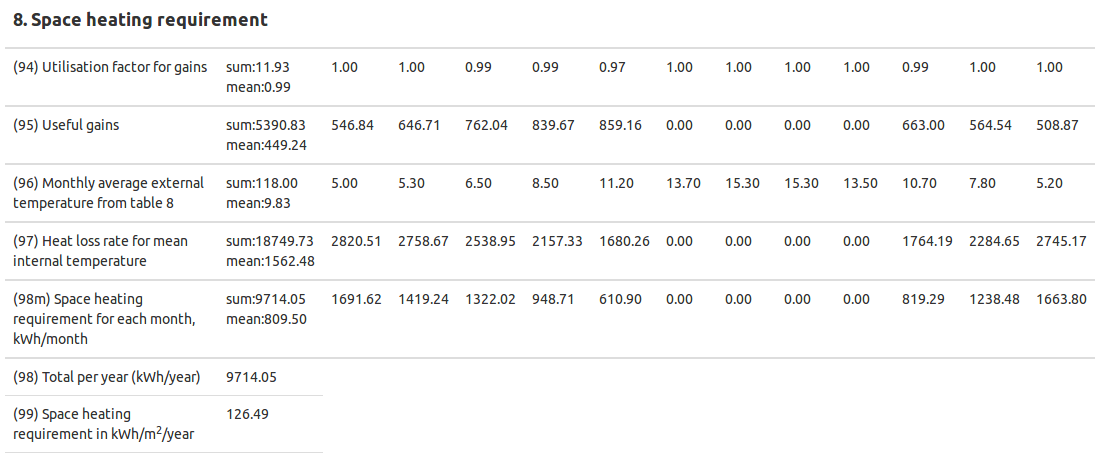 8. Space heating requirement
(94) Utilisation factor for gains sum:11.93 1.00 1.00 0.99 0.99 0.97 1.00 1.00 1.00 1.00 0.99 1.00 1.00
mean:0.99
(95) Useful gains sum:5390.83 546.84 646.71 762.04 839.67 859.16 0.00 0.00 0.00 0.00 663.00 564.54 508.87
mean:449.24
(96) Monthly average external sum:118.00 5.00 5.30 6.50 8.50 11.20 13.70 15.30 15.30 13.50 10.70 7.80 5.20
temperature from table 8 mean:9.83
(97) Heat loss rate for mean sum:18749.73 2820.51 2758.67 2538.95 2157.33 1680.26 0.00 0.00 0.00 0.00 1764.19 2284.65 2745.17
internal temperature mean:1562.48
(98m) Space heating sum:9714.05 1691.62 1419.24 1322.02 948.71 610.90 0.00 0.00 0.00 0.00 819.29 1238.48 1663.80
requirement for each month, mean:809.50
kWh/month
(98) Total per year (kWh/year) 9714.05
(99) Space heating 126.49
requirement in kWh/m²/year